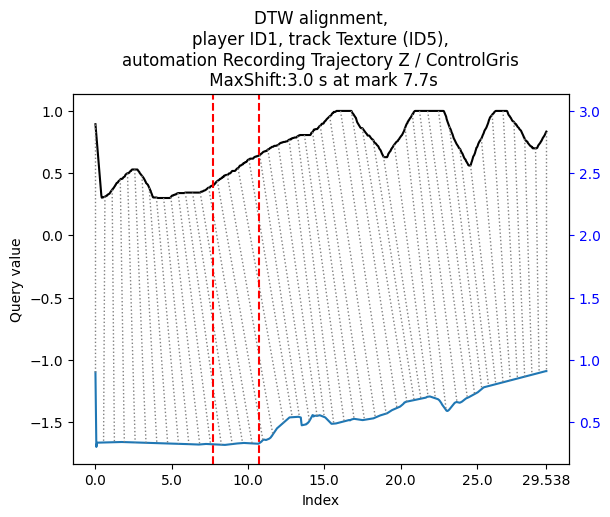 DTW alignment,
player ID1, track Texture (ID5),
automation Recording Trajectory Z / ControlGris
MaxShift:3.0 s at mark 7.7s
1.0
0.5
0.0
−0.5
−1.0
−1.5
Query value
3.0
2.5
2.0
1.5
1.0
0.5
0.0 5.0 10.0 15.0 20.0 25.0 29.538
Index